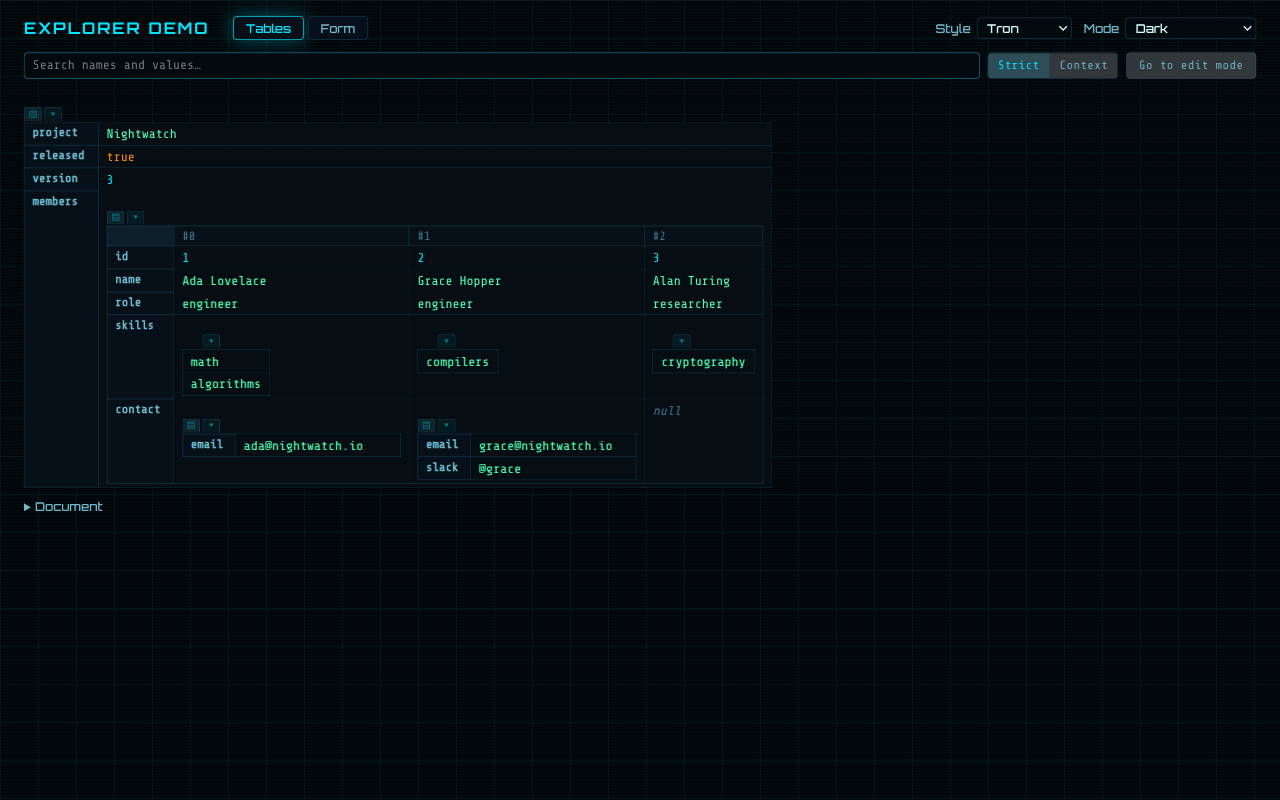 EXPLORER DEMO Tables Form Style Tron Mode Dark
Search names and values… Strict Context Go to edit mode
project Nightwatch
released true
version 3
members
#0 #1 #2
id 1 2 3
name Ada Lovelace Grace Hopper Alan Turing
role engineer engineer researcher
skills
math compilers cryptography
algorithms
contact null
email ada@nightwatch.io email grace@nightwatch.io
slack @grace
Document